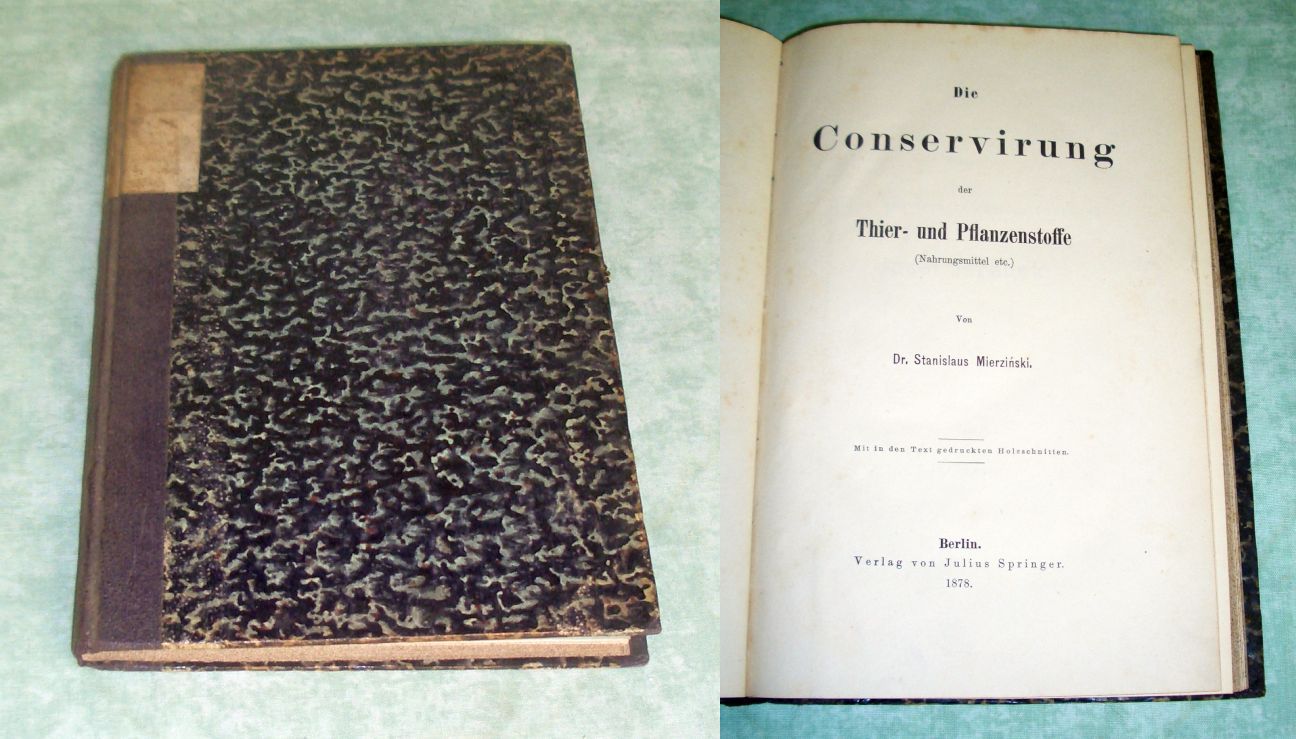 Die
Conservirung
der
Thier- und Pflanzenstoffe
(Nahrungsmittel etc.)
Von
Dr. Stanislaus Mierziński.
Mit in den Text gedruckten Holzschnitten.
Berlin.
Verlag von Julius Springer.
1878.